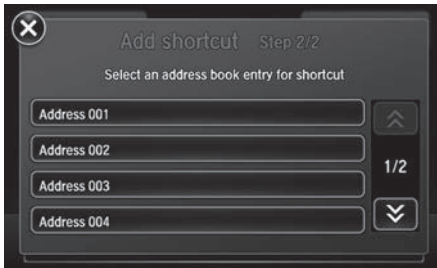 Add shortcut Step 2/2
Select an address book entry for shortcut
Address 001
Address 002
1/2
Address 003
Address 004